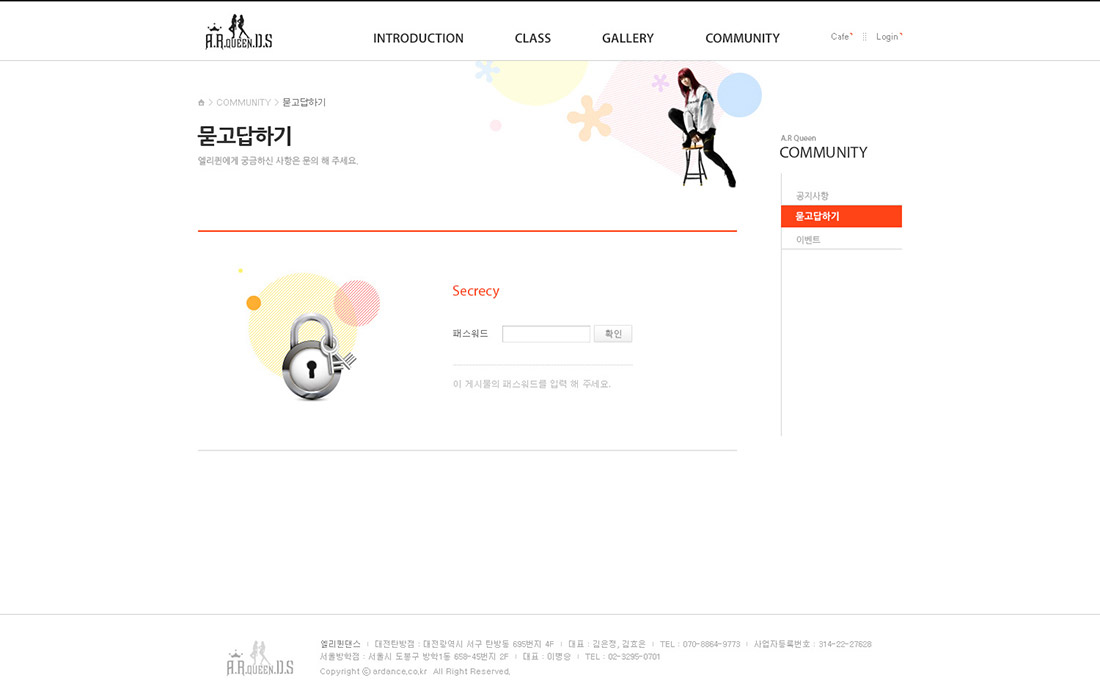 A.R.QUEEN.D.S
INTRODUCTION CLASS GALLERY COMMUNITY Cafe Login
> COMMUNITY > 묻고답하기
묻고답하기
엘리퀸에게 궁금하신 사항은 문의 해 주세요.
A.R Queen
COMMUNITY
공지사항
묻고답하기
이벤트
Secrecy
패스워드 확인
이 게시물의 패스워드를 입력 해 주세요.
A.R.QUEEN.D.S
엘리퀸댄스 | 대전탄방점 : 대전광역시 서구 탄방동 695번지 4F | 대표 : 김은정, 김효은 | TEL : 070-8864-9773 | 사업자등록번호 : 314-22-27628
서울방학점 : 서울시 도봉구 방학1동 658-45번지 2F | 대표 : 이병승 | TEL : 02-3295-0701
Copyright ⓒ ardance.co.kr All Right Reserved.